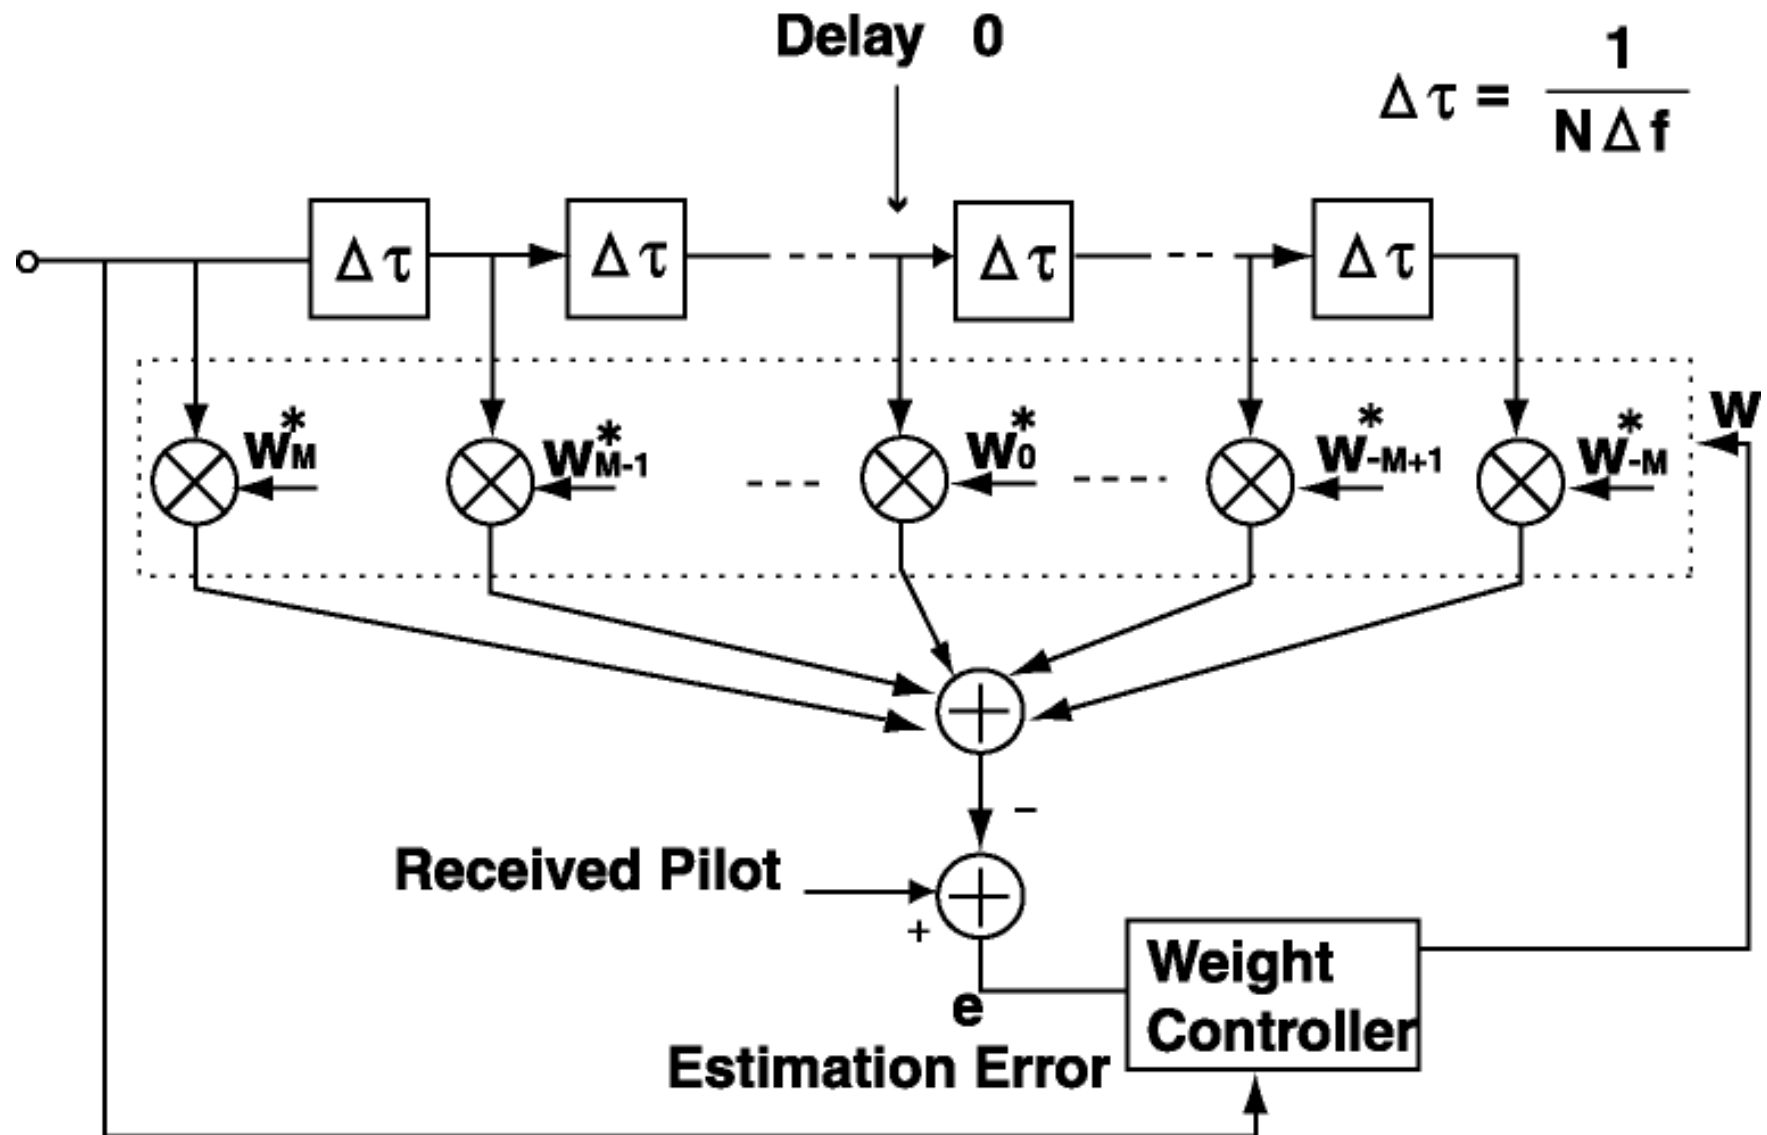 Delay 0
Δτ = 1 / NΔf
Δτ Δτ --- Δτ -- Δτ
W*M W*M-1 --- W*0 ---- W*-M+1 W*-M W
−
Received Pilot
+
e
Estimation Error
Weight
Controller